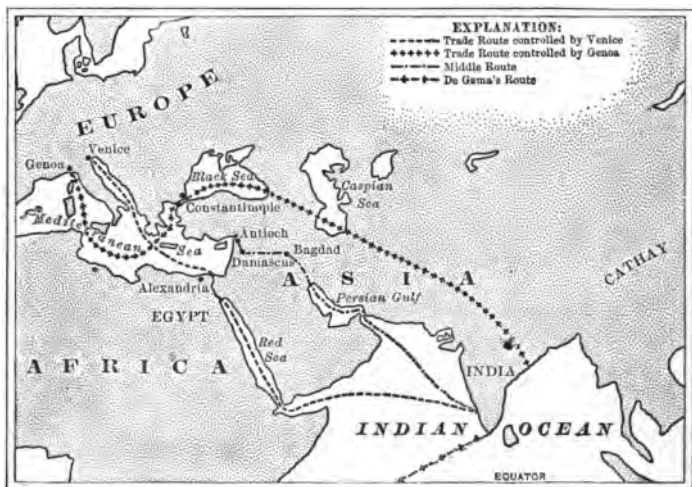 EXPLANATION:
Trade Route controlled by Venice
Trade Route controlled by Genoa
Middle Route
De Gama's Route
EUROPE
Venice
Genoa
Black Sea
Caspian
Sea
Constantinople
Mediterranean
Sea
Antioch
Bagdad
Damascus
ASIA
CATHAY
Alexandria
Persian Gulf
EGYPT
Red
Sea
AFRICA
INDIA
INDIAN OCEAN
EQUATOR